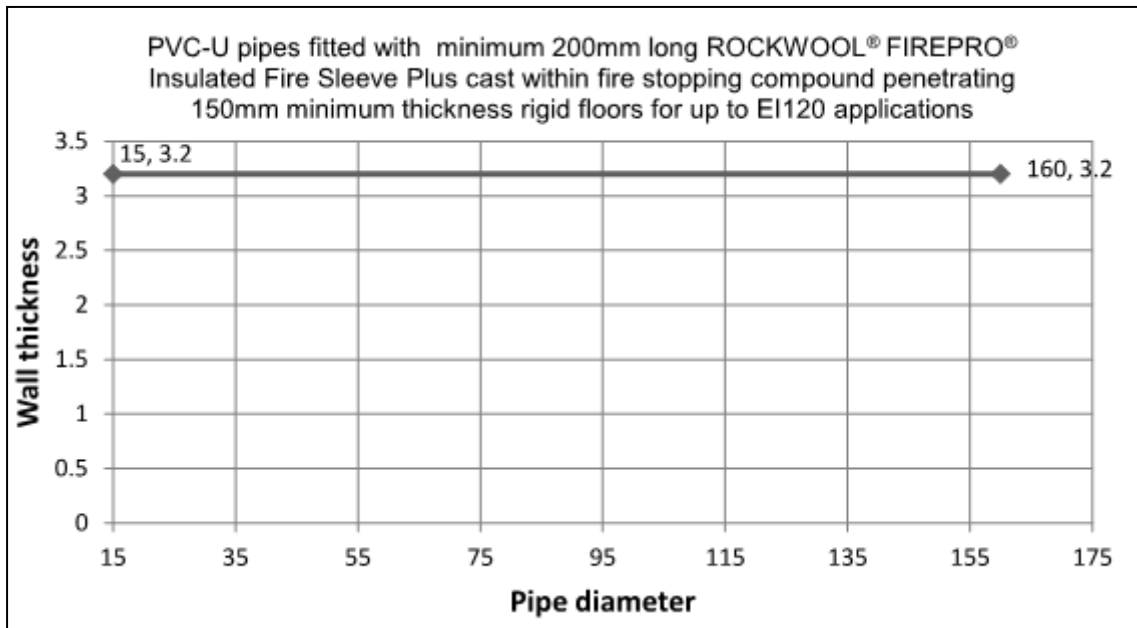 PVC-U pipes fitted with minimum 200mm long ROCKWOOL® FIREPRO®
Insulated Fire Sleeve Plus cast within fire stopping compound penetrating
150mm minimum thickness rigid floors for up to EI120 applications
3.5
15, 3.2
160, 3.2
3
2.5
2
1.5
1
0.5
0
Wall thickness
15 35 55 75 95 115 135 155 175
Pipe diameter